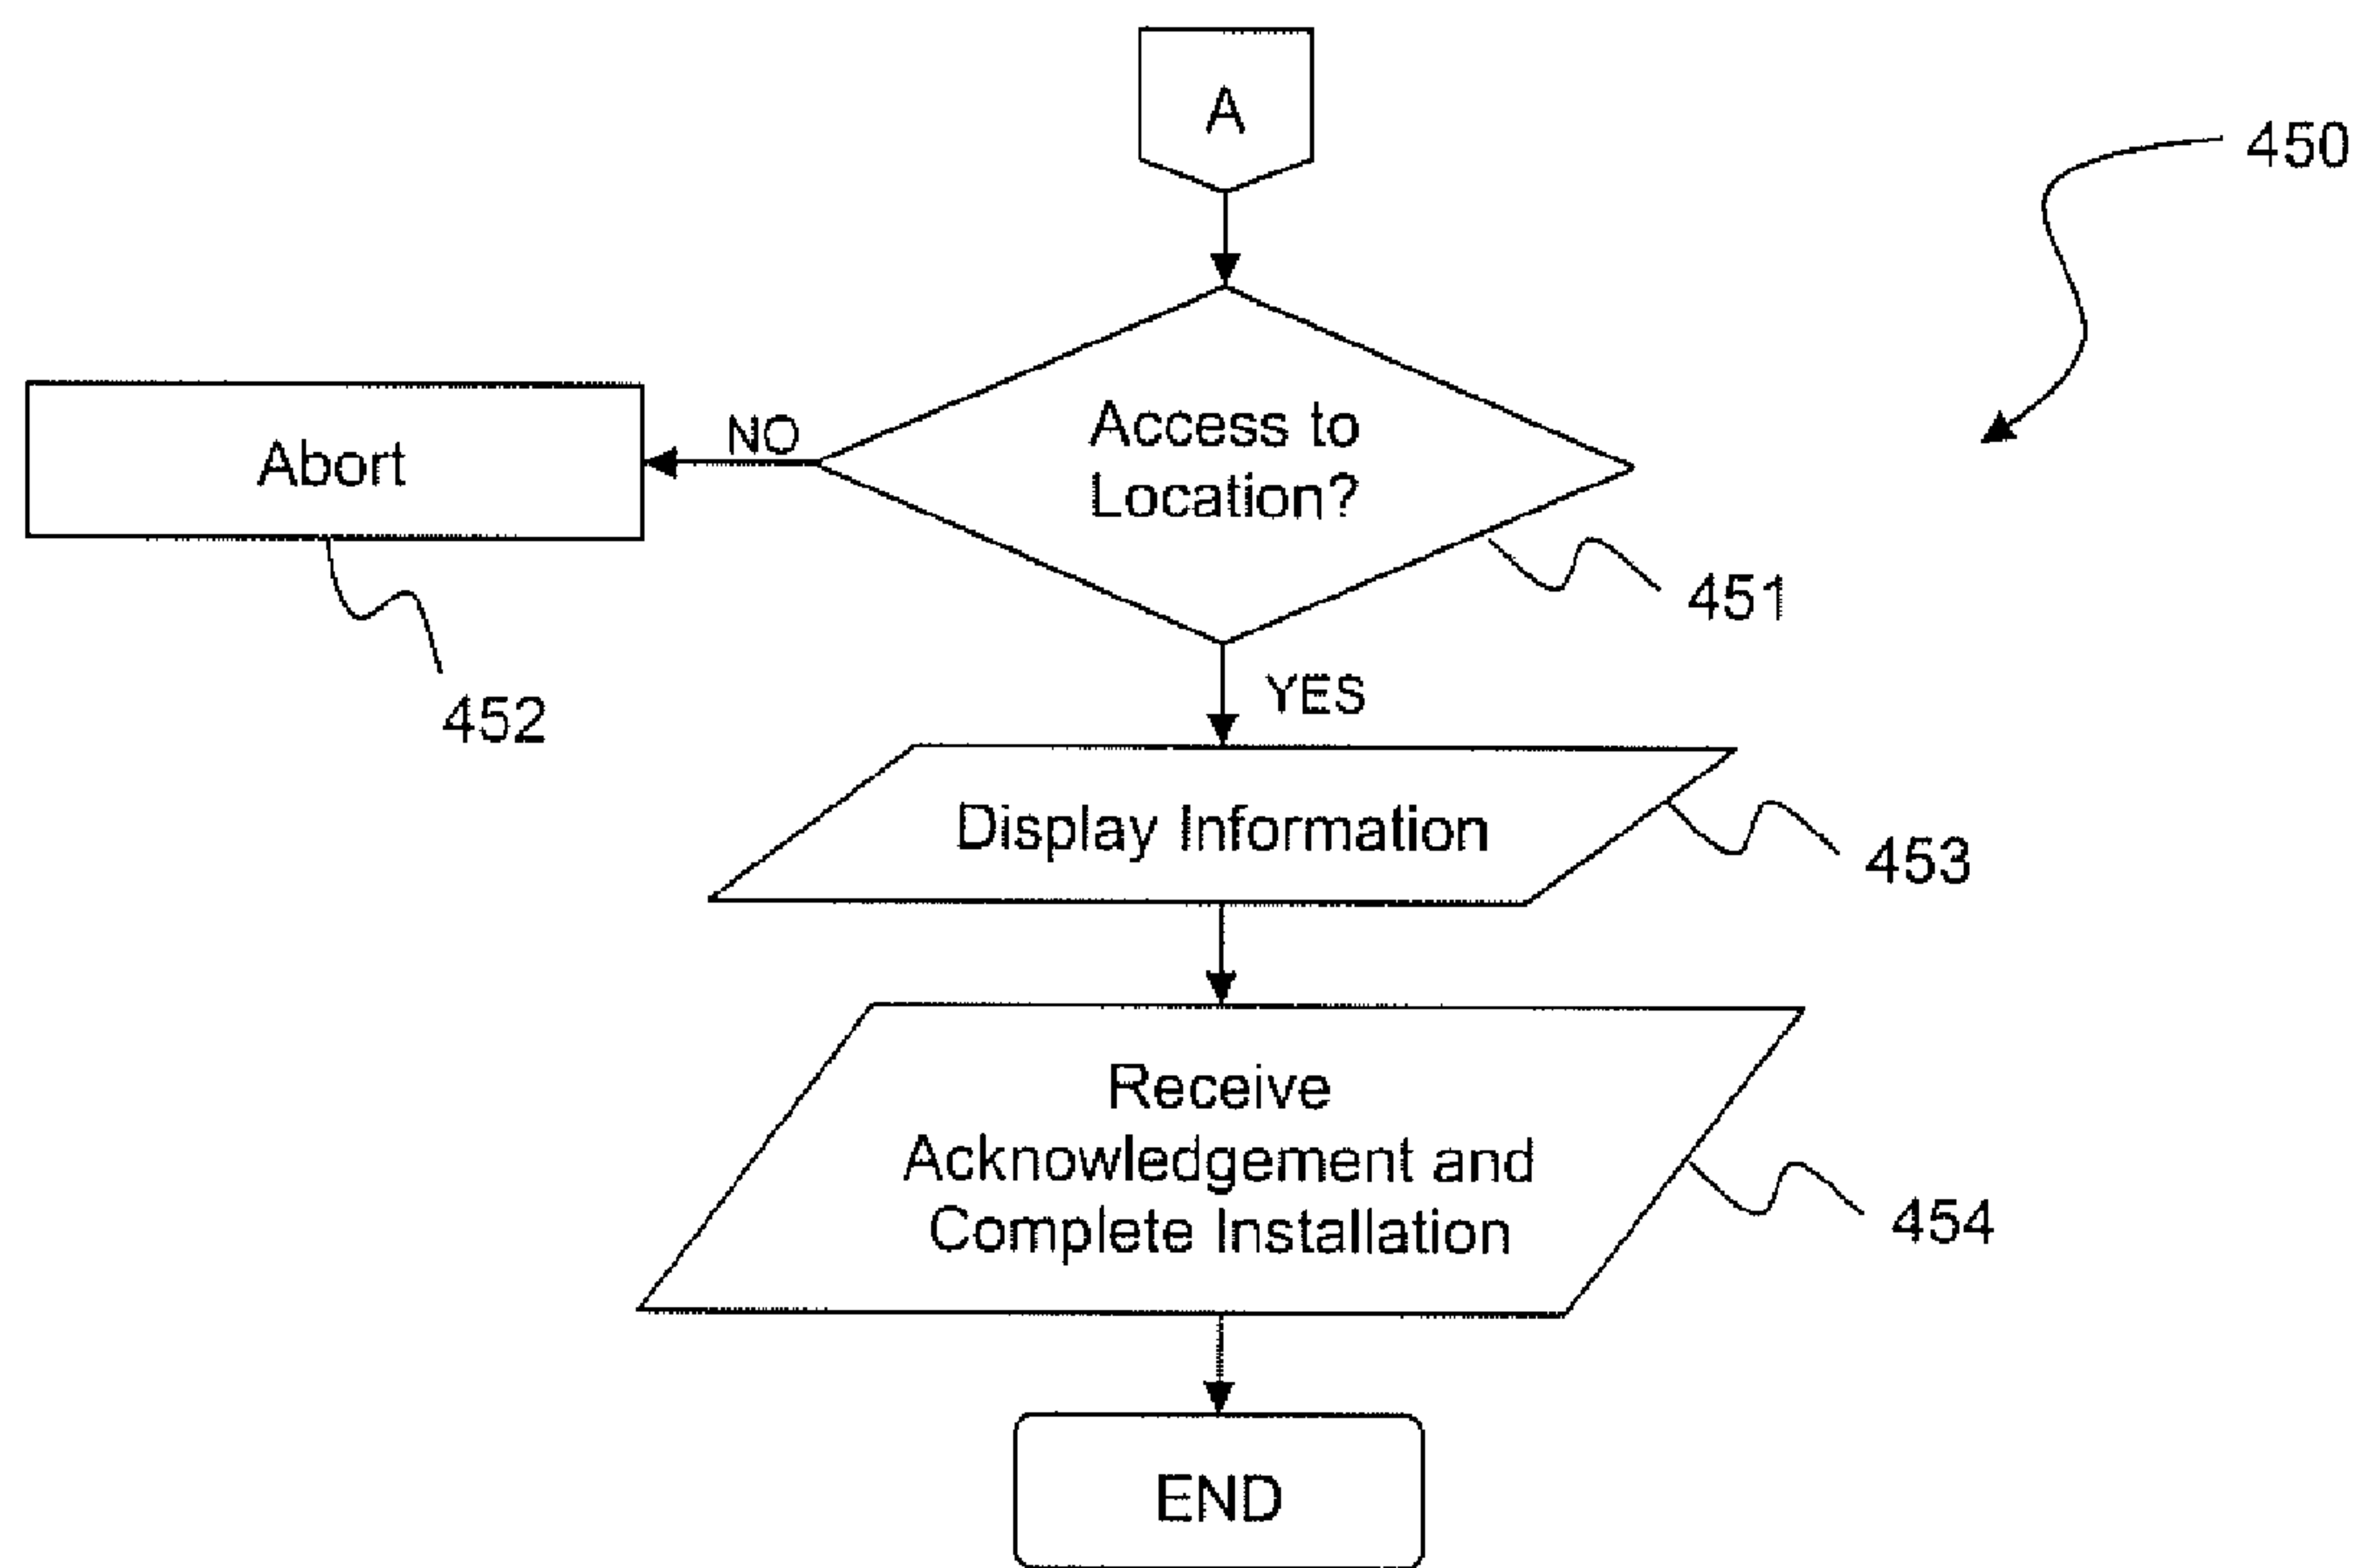 A
450
Access to
Location?
NO
Abort
451
452
YES
Display Information
453
Receive
Acknowledgement and
Complete Installation
454
END